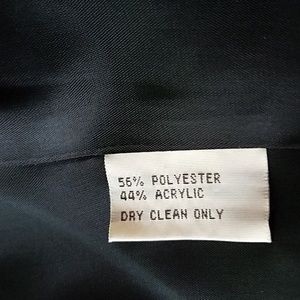 56% POLYESTER
44% ACRYLIC
DRY CLEAN ONLY